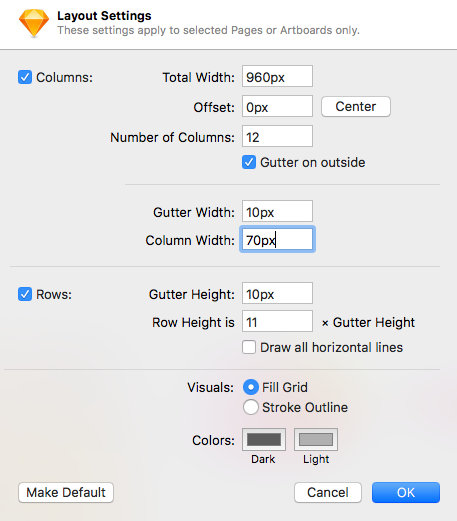 Layout Settings
These settings apply to selected Pages or Artboards only.
Columns: Total Width: 960px
Offset: 0px Center
Number of Columns: 12
Gutter on outside
Gutter Width: 10px
Column Width: 70px
Rows: Gutter Height: 10px
Row Height is 11 × Gutter Height
Draw all horizontal lines
Visuals: Fill Grid
Stroke Outline
Colors:
Dark Light
Make Default Cancel OK